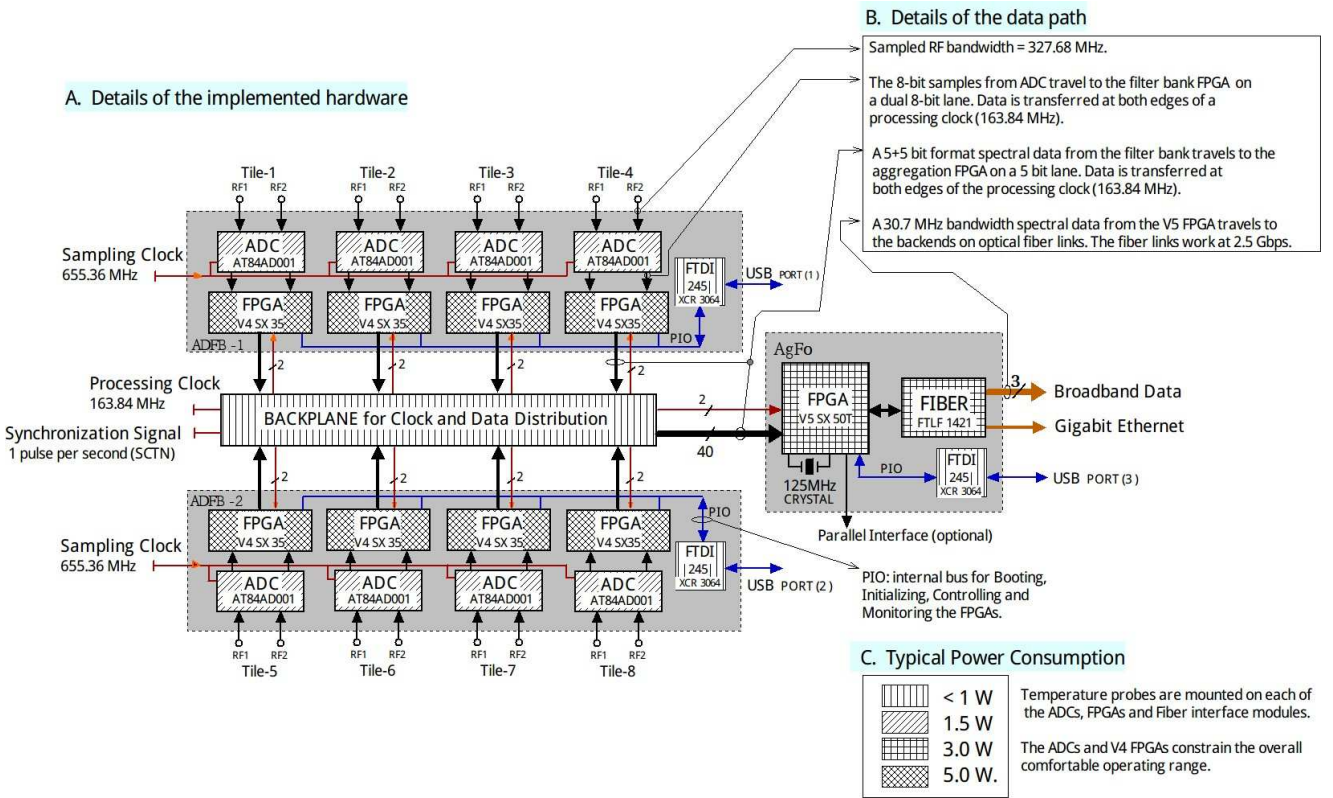 B. Details of the data path
Sampled RF bandwidth = 327.68 MHz.
The 8-bit samples from ADC travel to the filter bank FPGA on
a dual 8-bit lane. Data is transferred at both edges of a
processing clock (163.84 MHz).
A 5+5 bit format spectral data from the filter bank travels to the
aggregation FPGA on a 5 bit lane. Data is transferred at
both edges of the processing clock (163.84 MHz).
A 30.7 MHz bandwidth spectral data from the V5 FPGA travels to
the backends on optical fiber links. The fiber links work at 2.5 Gbps.
A. Details of the implemented hardware
Tile-1 Tile-2 Tile-3 Tile-4
RF1 RF2 RF1 RF2 RF1 RF2 RF1 RF2
Sampling Clock
655.36 MHz
ADC ADC ADC ADC
AT84AD001 AT84AD001 AT84AD001 AT84AD001
FPGA FPGA FPGA FPGA
V4 SX 35 V4 SX 35 V4 SX35 V4 SX35
FTDI
245
XCR 3064
USB PORT (1)
PIO
ADFB -1
2 2 2 2
Processing Clock
163.84 MHz
Synchronization Signal
1 pulse per second (SCTN)
BACKPLANE for Clock and Data Distribution
2
40
AgFo
FPGA
V5 SX 50T
FIBER
FTLF 1421
3
Broadband Data
Gigabit Ethernet
125MHz
CRYSTAL
PIO
FTDI
245
XCR 3064
USB PORT (3)
Parallel Interface (optional)
2 2 2 2
ADFB -2
FPGA FPGA FPGA FPGA
V4 SX 35 V4 SX 35 V4 SX 35 V4 SX35
PIO
FTDI
245
XCR 3064
USB PORT (2)
Sampling Clock
655.36 MHz
ADC ADC ADC ADC
AT84AD001 AT84AD001 AT84AD001 AT84AD001
RF1 RF2 RF1 RF2 RF1 RF2 RF1 RF2
Tile-5 Tile-6 Tile-7 Tile-8
PIO: internal bus for Booting,
Initializing, Controlling and
Monitoring the FPGAs.
C. Typical Power Consumption
< 1 W
1.5 W
3.0 W
5.0 W.
Temperature probes are mounted on each of
the ADCs, FPGAs and Fiber interface modules.
The ADCs and V4 FPGAs constrain the overall
comfortable operating range.